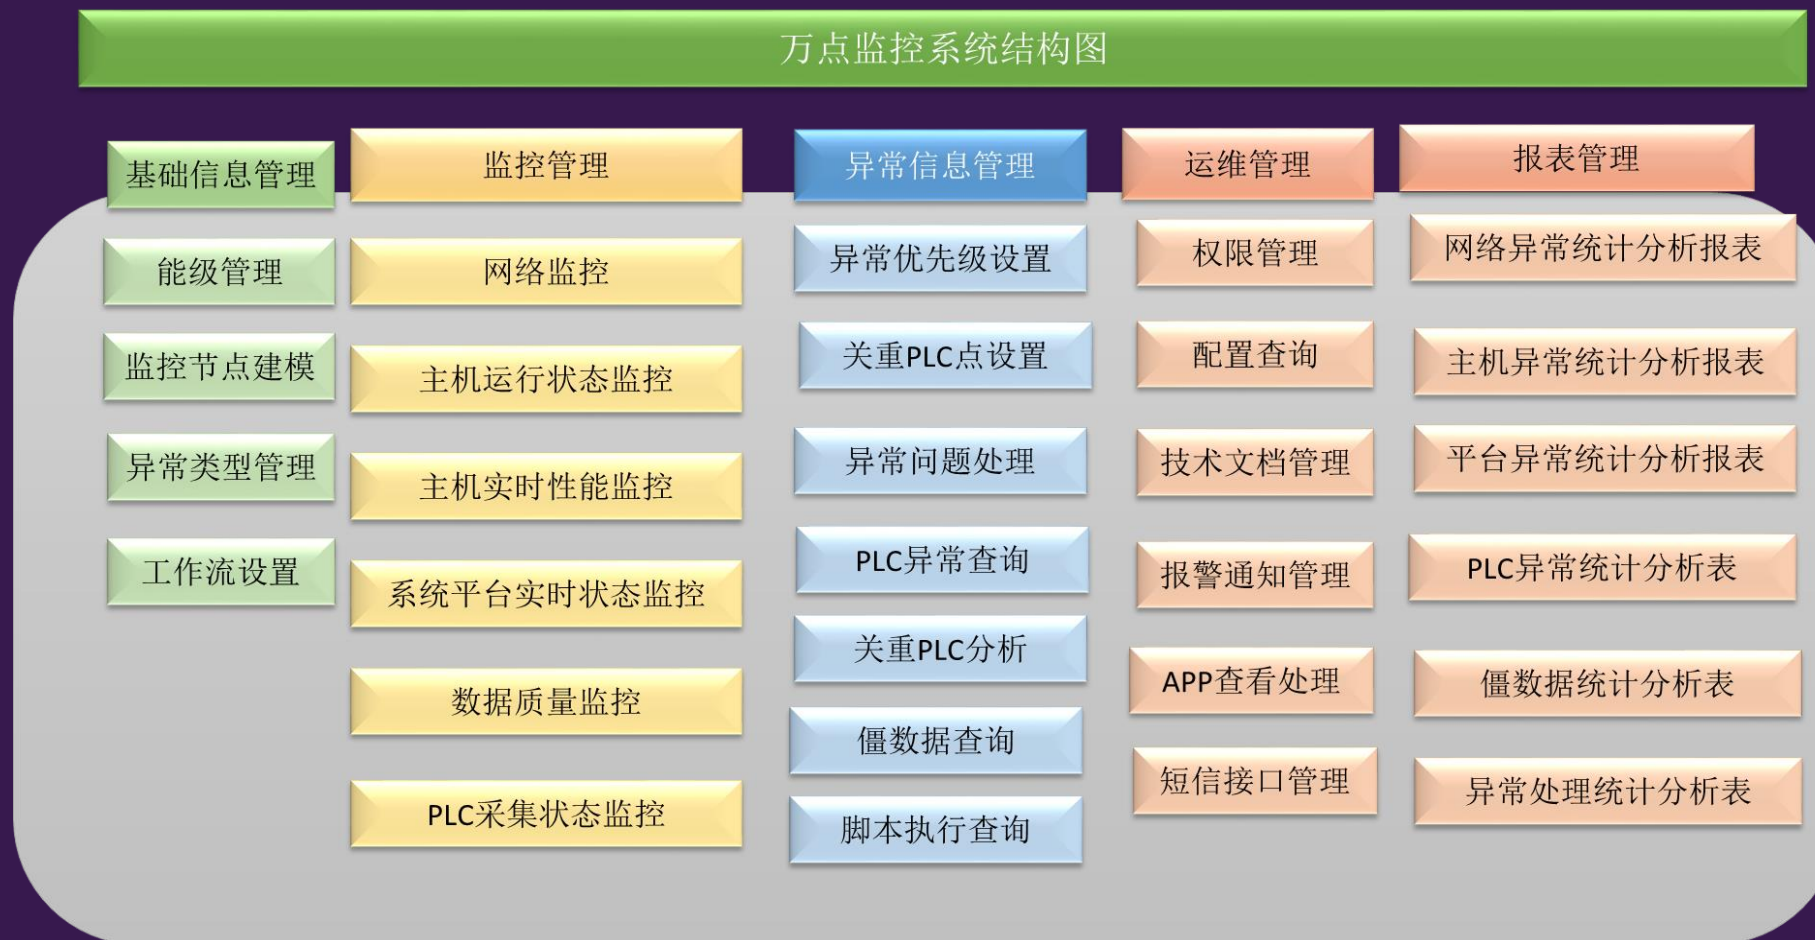 万点监控系统结构图
基础信息管理
能级管理
监控节点建模
异常类型管理
工作流设置
监控管理
网络监控
主机运行状态监控
主机实时性能监控
系统平台实时状态监控
数据质量监控
PLC采集状态监控
异常信息管理
异常优先级设置
关重PLC点设置
异常问题处理
PLC异常查询
关重PLC分析
僵数据查询
脚本执行查询
运维管理
权限管理
配置查询
技术文档管理
报警通知管理
APP查看处理
短信接口管理
报表管理
网络异常统计分析报表
主机异常统计分析报表
平台异常统计分析报表
PLC异常统计分析表
僵数据统计分析表
异常处理统计分析表